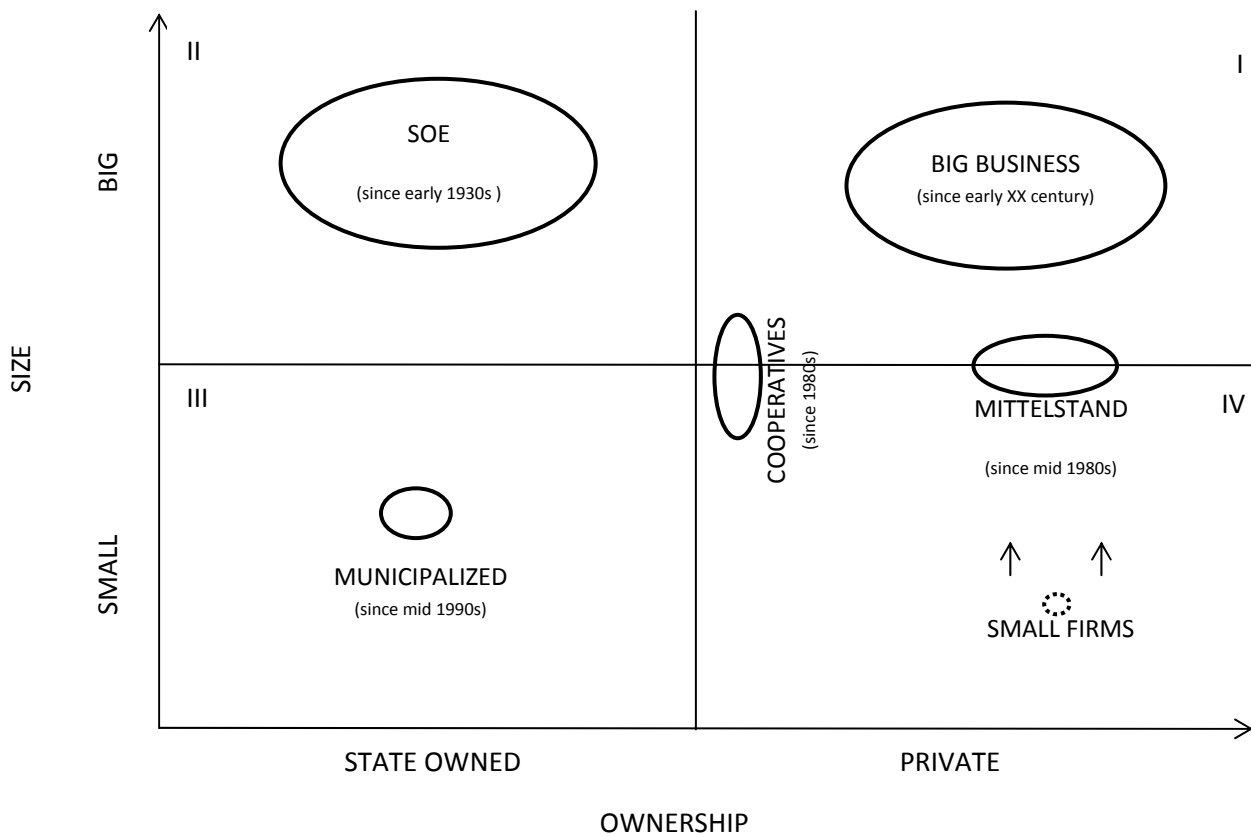 II
I
SOE
(since early 1930s )
BIG BUSINESS
(since early XX century)
BIG
SIZE
COOPERATIVES
(since 1980s)
III
IV
MITTELSTAND
(since mid 1980s)
SMALL
MUNICIPALIZED
(since mid 1990s)
SMALL FIRMS
STATE OWNED
PRIVATE
OWNERSHIP